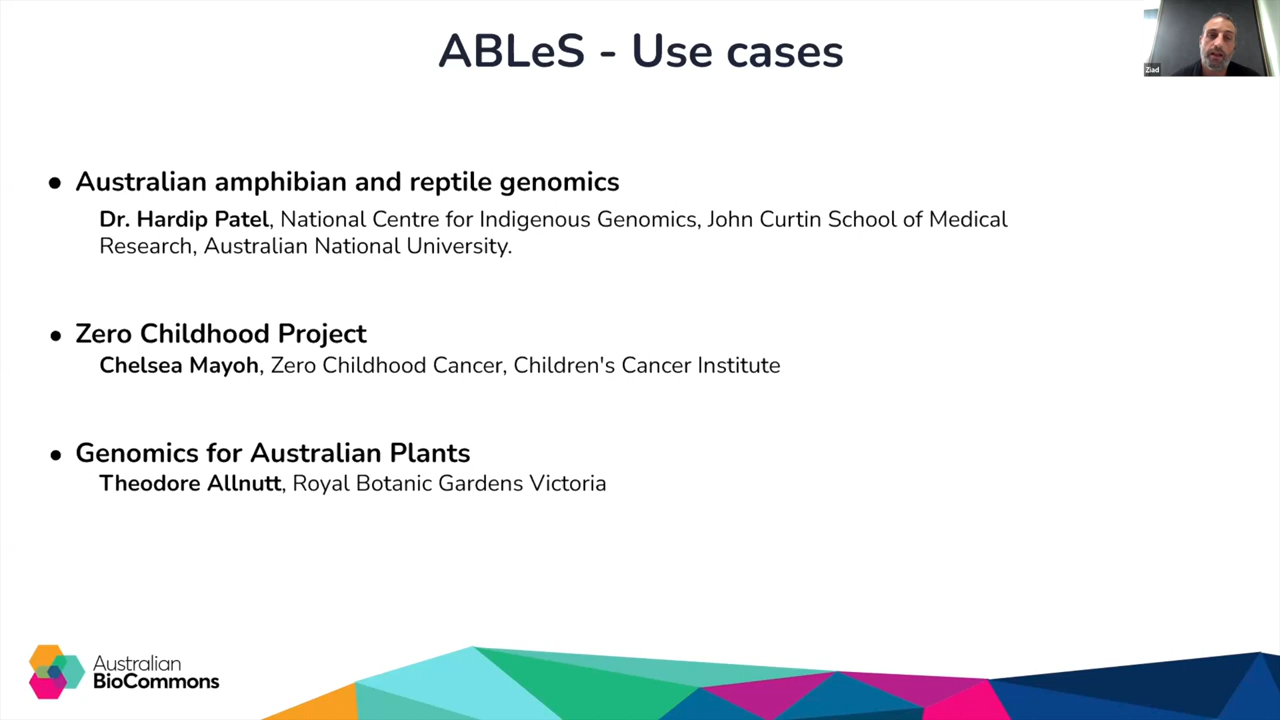 ABLeS - Use cases
Ziad
● Australian amphibian and reptile genomics
Dr. Hardip Patel, National Centre for Indigenous Genomics, John Curtin School of Medical
Research, Australian National University.
● Zero Childhood Project
Chelsea Mayoh, Zero Childhood Cancer, Children's Cancer Institute
● Genomics for Australian Plants
Theodore Allnutt, Royal Botanic Gardens Victoria
Australian
BioCommons